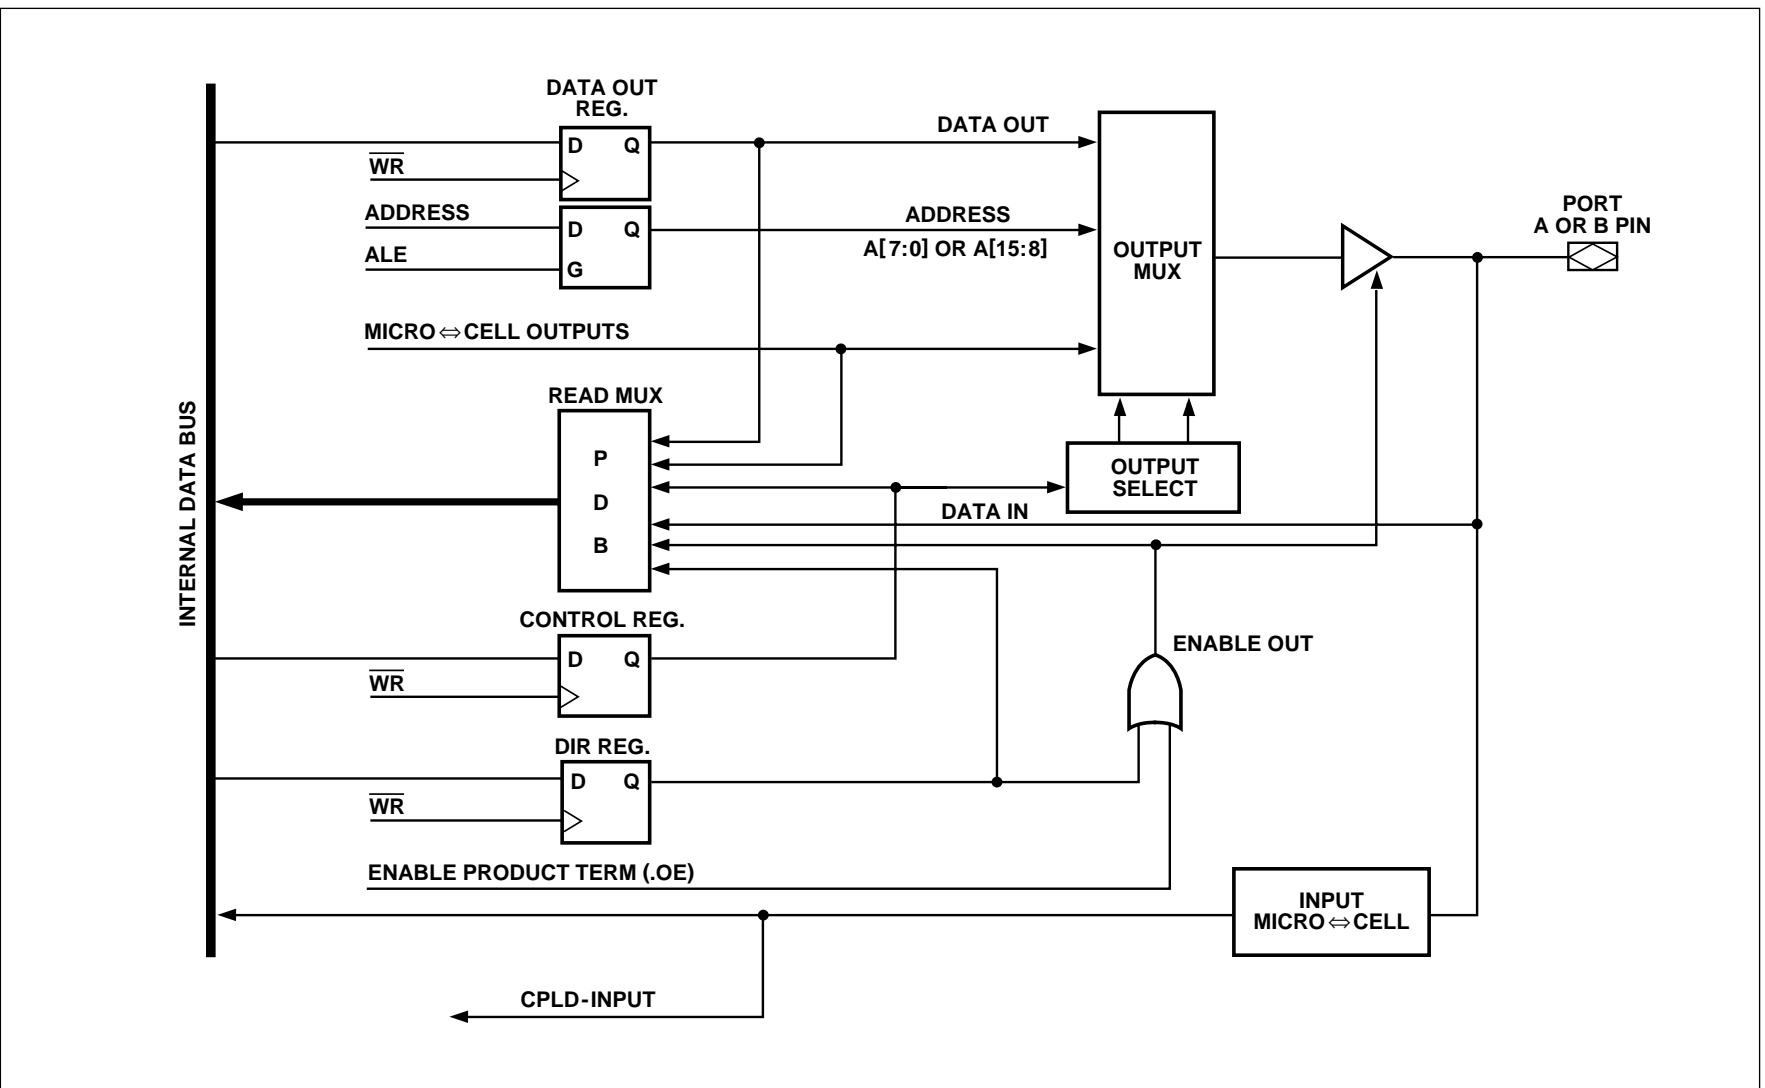 DATA OUT
REG.
D Q
WR
DATA OUT
ADDRESS
ALE
D Q
G
ADDRESS
A[7:0] OR A[15:8]
OUTPUT
MUX
PORT
A OR B PIN
MICRO⇔CELL OUTPUTS
READ MUX
P
D
B
OUTPUT
SELECT
DATA IN
INTERNAL DATA BUS
CONTROL REG.
D Q
WR
ENABLE OUT
DIR REG.
D Q
WR
ENABLE PRODUCT TERM (.OE)
INPUT
MICRO⇔CELL
CPLD-INPUT